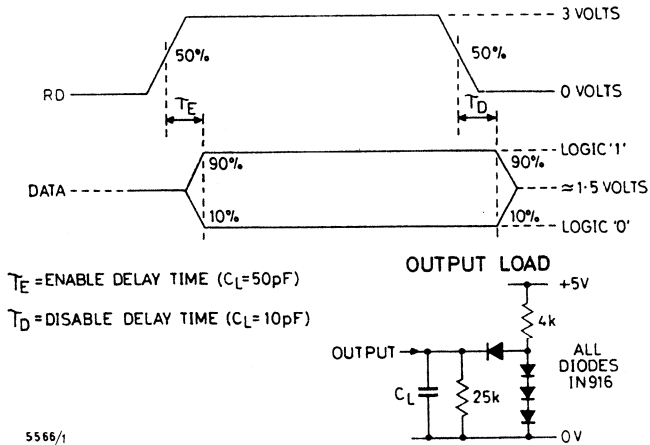 3 VOLTS
50%
50%
RD
0 VOLTS
TE
TD
LOGIC '1'
90%
90%
DATA
≈1·5 VOLTS
10%
10%
LOGIC '0'
TE = ENABLE DELAY TIME (CL=50pF)
TD = DISABLE DELAY TIME (CL=10pF)
OUTPUT LOAD
+5V
4k
OUTPUT
ALL
DIODES
IN916
CL
25k
0V
5566/1